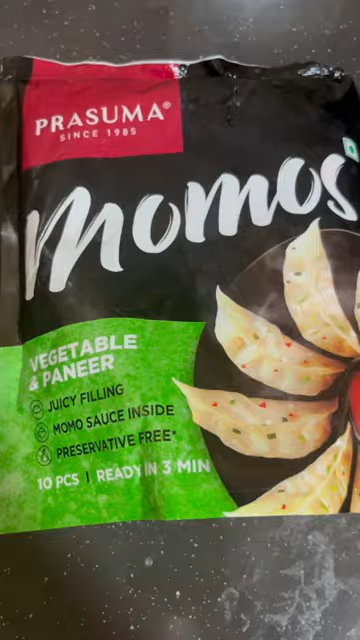 PRASUMA®
SINCE 1985
Momos
VEGETABLE
& PANEER
JUICY FILLING
MOMO SAUCE INSIDE
PRESERVATIVE FREE*
10 PCS | READY IN 3 MIN